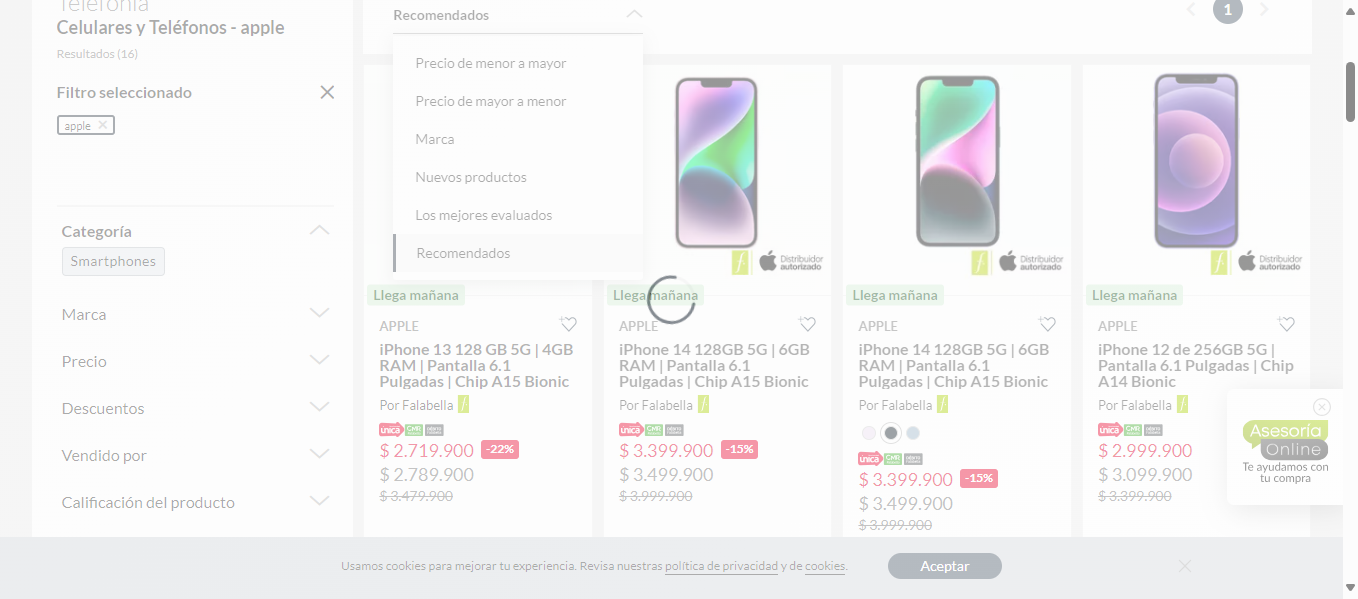 Telefonía
Celulares y Teléfonos - apple
Resultados (16)
Filtro seleccionado
apple
Categoría
Smartphones
Marca
Precio
Descuentos
Vendido por
Calificación del producto
Recomendados
1
Precio de menor a mayor
Precio de mayor a menor
Marca
Nuevos productos
Los mejores evaluados
Recomendados
Llega mañana
APPLE
iPhone 13 128 GB 5G | 4GB
RAM | Pantalla 6.1
Pulgadas | Chip A15 Bionic
Por Falabella f
unica CMR
$ 2.719.900 -22%
$ 2.789.900
$ 3.479.900
f Distribuidor
autorizado
Llega mañana
APPLE
iPhone 14 128GB 5G | 6GB
RAM | Pantalla 6.1
Pulgadas | Chip A15 Bionic
Por Falabella f
unica CMR
$ 3.399.900 -15%
$ 3.499.900
$ 3.999.900
f Distribuidor
autorizado
Llega mañana
APPLE
iPhone 14 128GB 5G | 6GB
RAM | Pantalla 6.1
Pulgadas | Chip A15 Bionic
Por Falabella f
unica CMR
$ 3.399.900 -15%
$ 3.499.900
$ 3.999.900
f Distribuidor
autorizado
Llega mañana
APPLE
iPhone 12 de 256GB 5G |
Pantalla 6.1 Pulgadas | Chip
A14 Bionic
Por Falabella f
unica CMR
$ 2.999.900
$ 3.099.900
$ 3.399.900
Asesoría
Online
Te ayudamos con
tu compra
Usamos cookies para mejorar tu experiencia. Revisa nuestras política de privacidad y de cookies.
Aceptar